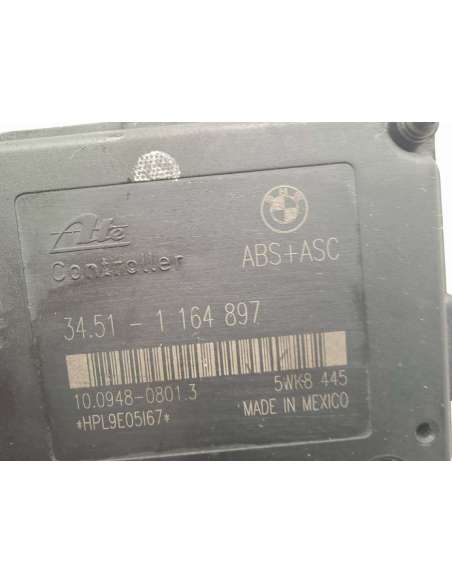 Ate
Controller
ABS+ASC
34.51 - 1 164 897
10.0948-0801.3
5WK8 445
*HPL9E05I67*
MADE IN MEXICO